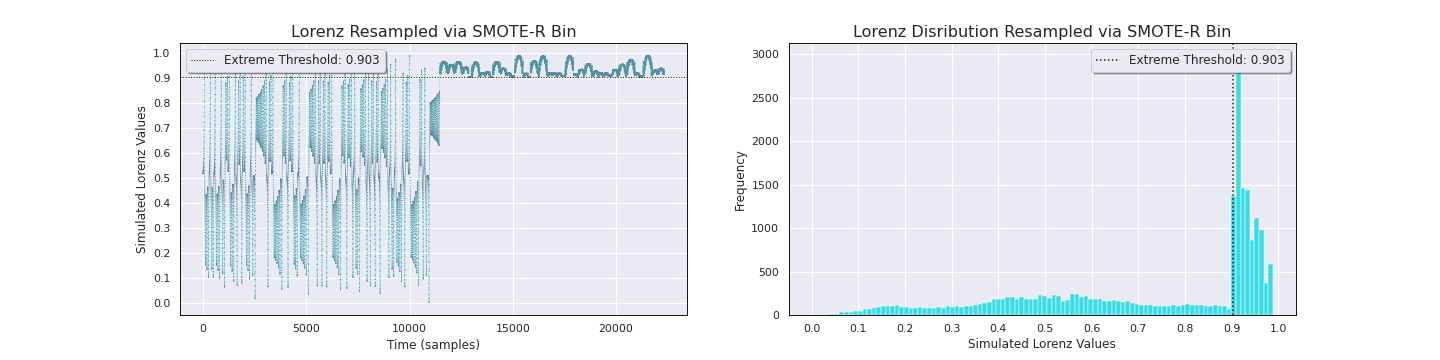 Lorenz Resampled via SMOTE-R Bin
Extreme Threshold: 0.903
Simulated Lorenz Values
1.0
0.9
0.8
0.7
0.6
0.5
0.4
0.3
0.2
0.1
0.0
0 5000 10000 15000 20000
Time (samples)
Lorenz Disribution Resampled via SMOTE-R Bin
Extreme Threshold: 0.903
Frequency
3000
2500
2000
1500
1000
500
0
0.0 0.1 0.2 0.3 0.4 0.5 0.6 0.7 0.8 0.9 1.0
Simulated Lorenz Values